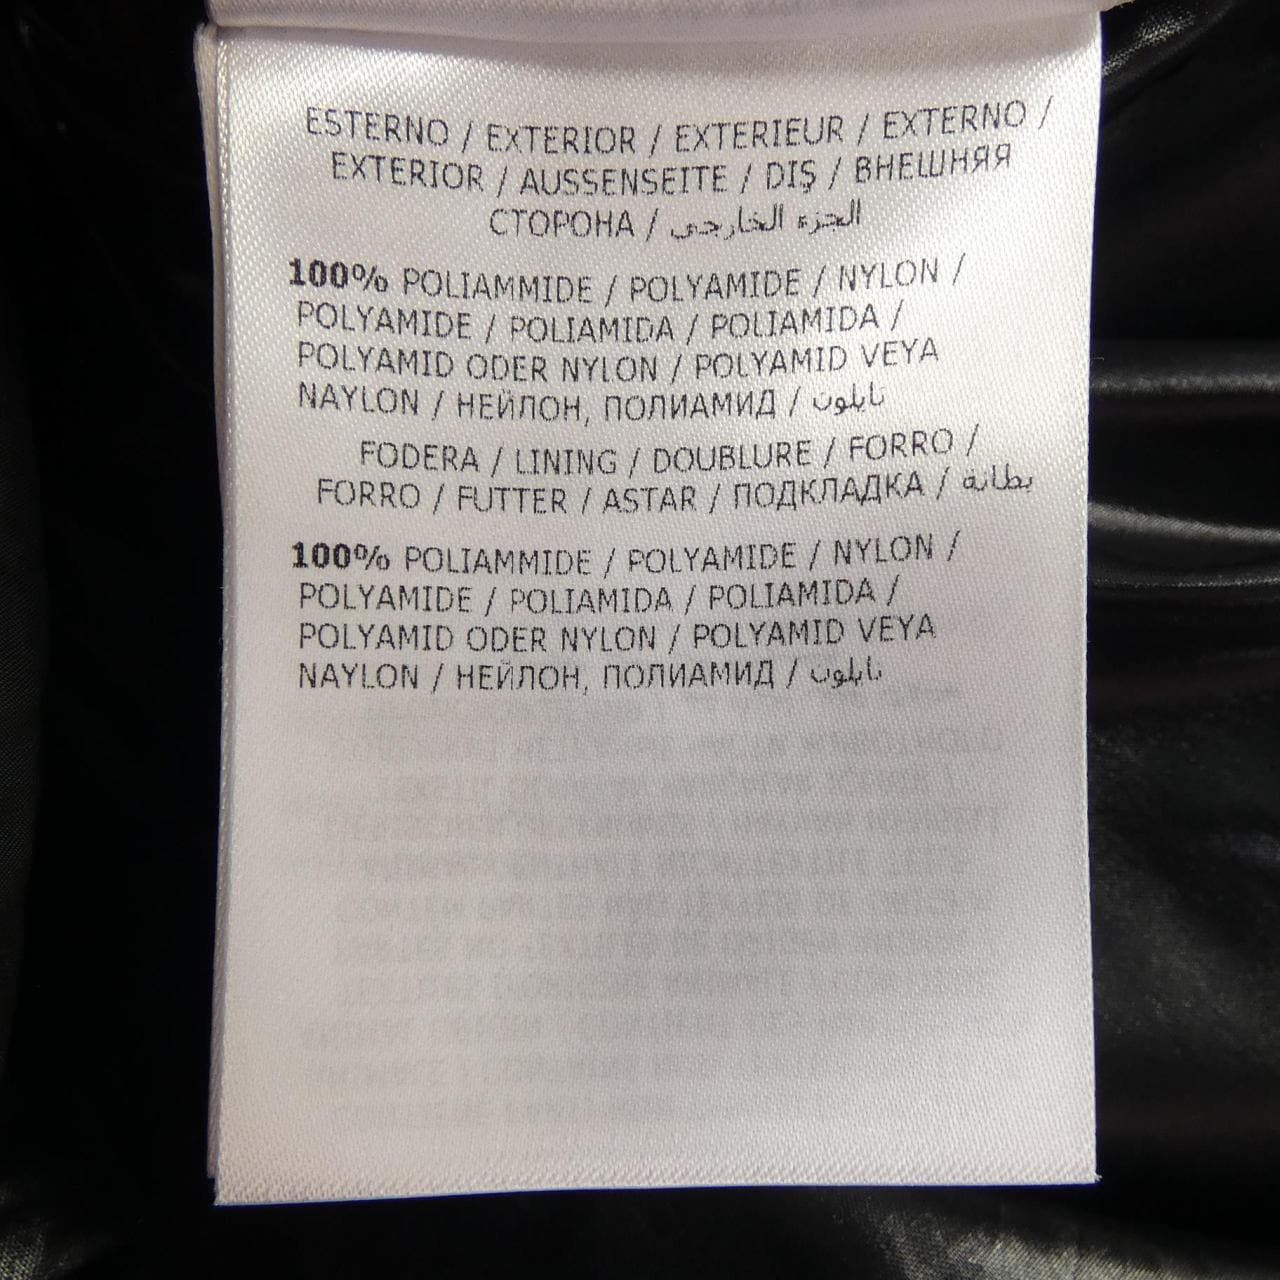 ESTERNO / EXTERIOR / EXTERIEUR / EXTERNO /
EXTERIOR / AUSSENSEITE / DIŞ / ВНЕШНЯЯ
СТОРОНА / الجزء الخارجي
100% POLIAMMIDE / POLYAMIDE / NYLON /
POLYAMIDE / POLIAMIDA / POLIAMIDA /
POLYAMID ODER NYLON / POLYAMID VEYA
NAYLON / НЕЙЛОН, ПОЛИАМИД / نايلون
FODERA / LINING / DOUBLURE / FORRO /
FORRO / FUTTER / ASTAR / ПОДКЛАДКА / بطانة
100% POLIAMMIDE / POLYAMIDE / NYLON /
POLYAMIDE / POLIAMIDA / POLIAMIDA /
POLYAMID ODER NYLON / POLYAMID VEYA
NAYLON / НЕЙЛОН, ПОЛИАМИД / نايلون